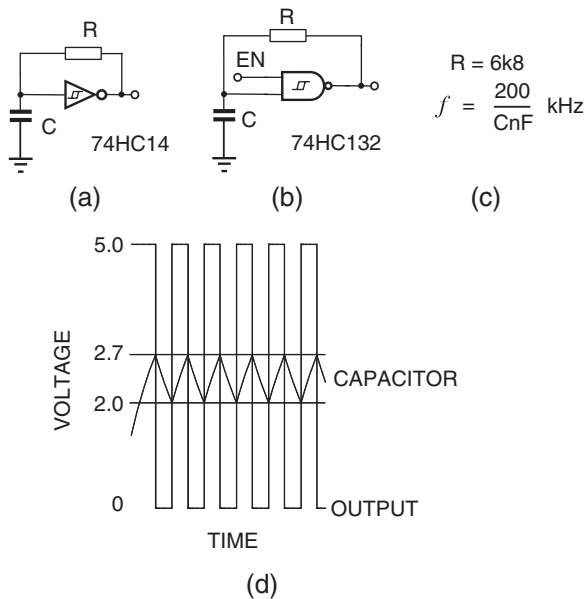 R
C
74HC14
(a)
R
EN
C
74HC132
(b)
R = 6k8
f = 200 / CnF kHz
(c)
5.0
2.7
2.0
0
VOLTAGE
CAPACITOR
OUTPUT
TIME
(d)